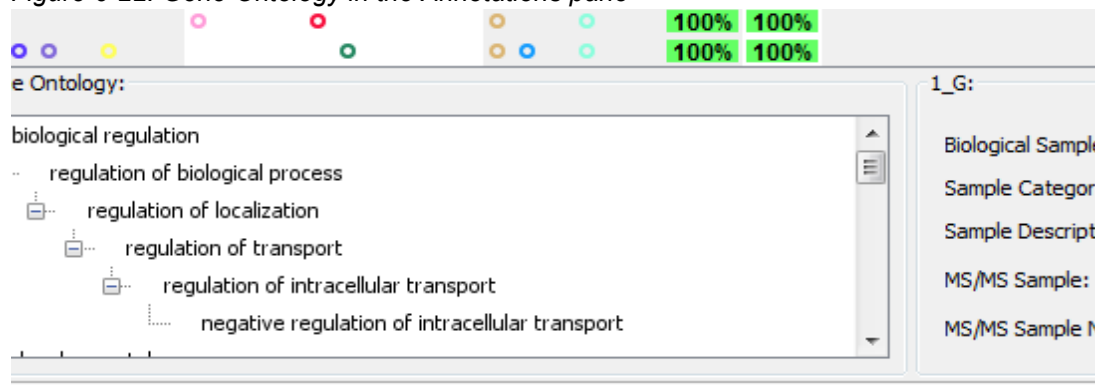 100% 100%
100% 100%
e Ontology:
1_G:
biological regulation
regulation of biological process
regulation of localization
regulation of transport
regulation of intracellular transport
negative regulation of intracellular transport
Biological Sample
Sample Categor
Sample Descript
MS/MS Sample:
MS/MS Sample N